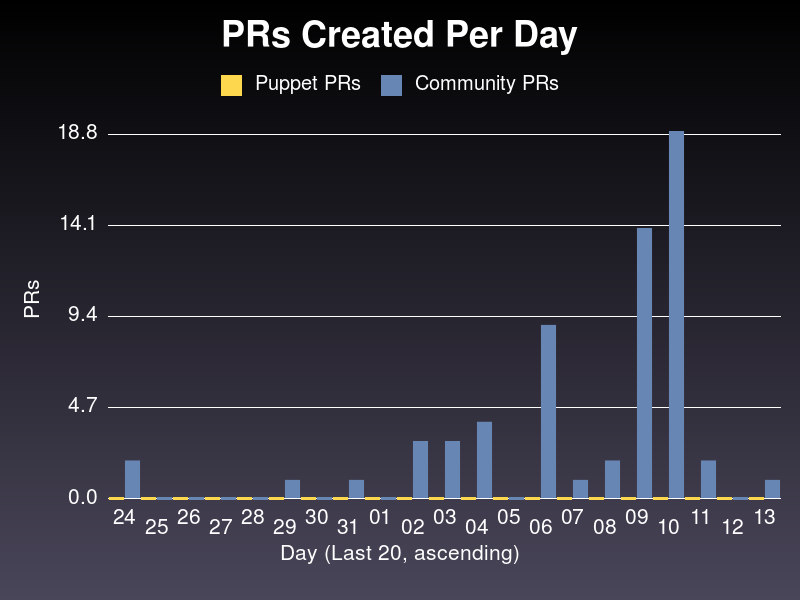 PRs Created Per Day
Puppet PRs Community PRs
18.8
14.1
9.4
4.7
0.0
PRs
24 25 26 27 28 29 30 31 01 02 03 04 05 06 07 08 09 10 11 12 13
Day (Last 20, ascending)